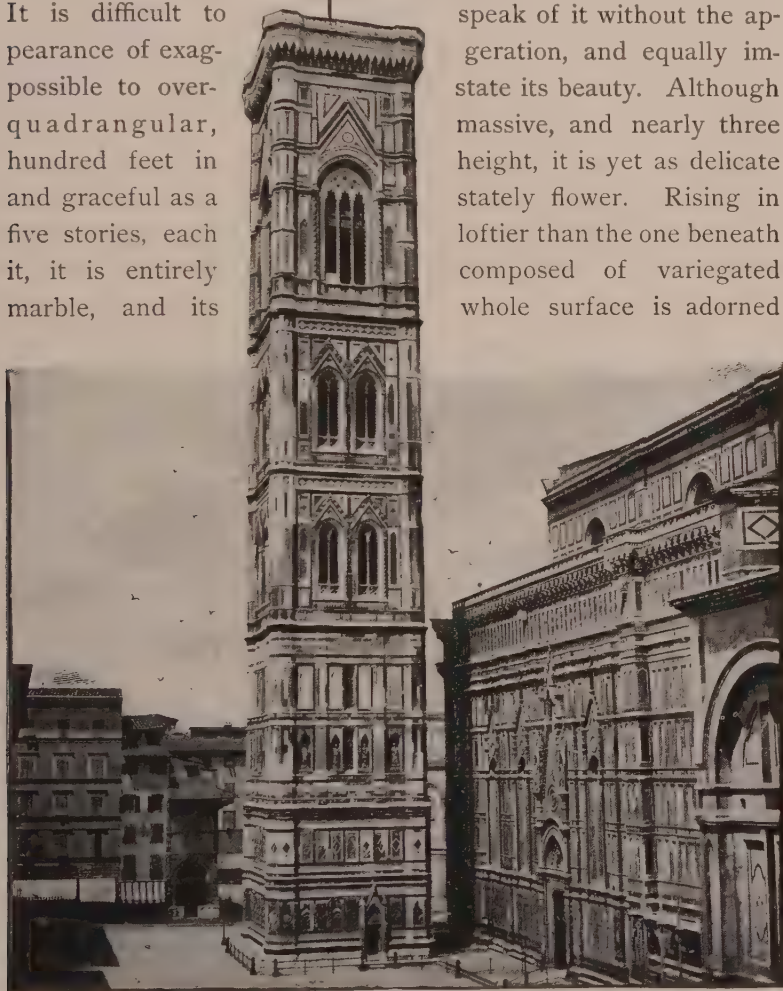 It is difficult to speak of it without the ap-
pearance of exag- geration, and equally im-
possible to over- state its beauty. Although
quadrangular, massive, and nearly three
hundred feet in height, it is yet as delicate
and graceful as a stately flower. Rising in
five stories, each loftier than the one beneath
it, it is entirely composed of variegated
marble, and its whole surface is adorned